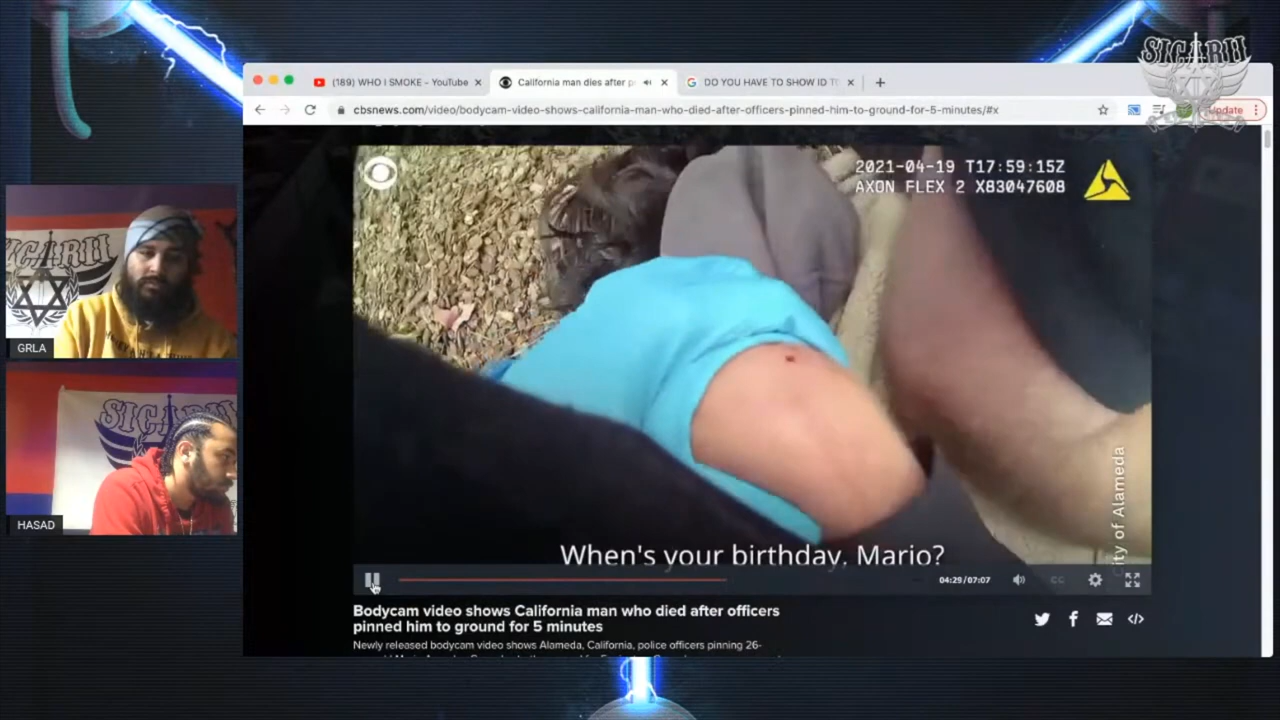 SICARII
(189) WHO I SMOKE - YouTube
California man dies after p
DO YOU HAVE TO SHOW ID T
cbsnews.com/video/bodycam-video-shows-california-man-who-died-after-officers-pinned-him-to-ground-for-5-minutes/#x
Update
2021-04-19 T17:59:15Z
AXON FLEX 2 X83047608
SICARII
GRLA
SICARII
HASAD
City of Alameda
When's your birthday, Mario?
04:29/07:07
CC
Bodycam video shows California man who died after officers
pinned him to ground for 5 minutes
Newly released bodycam video shows Alameda, California, police officers pinning 26-